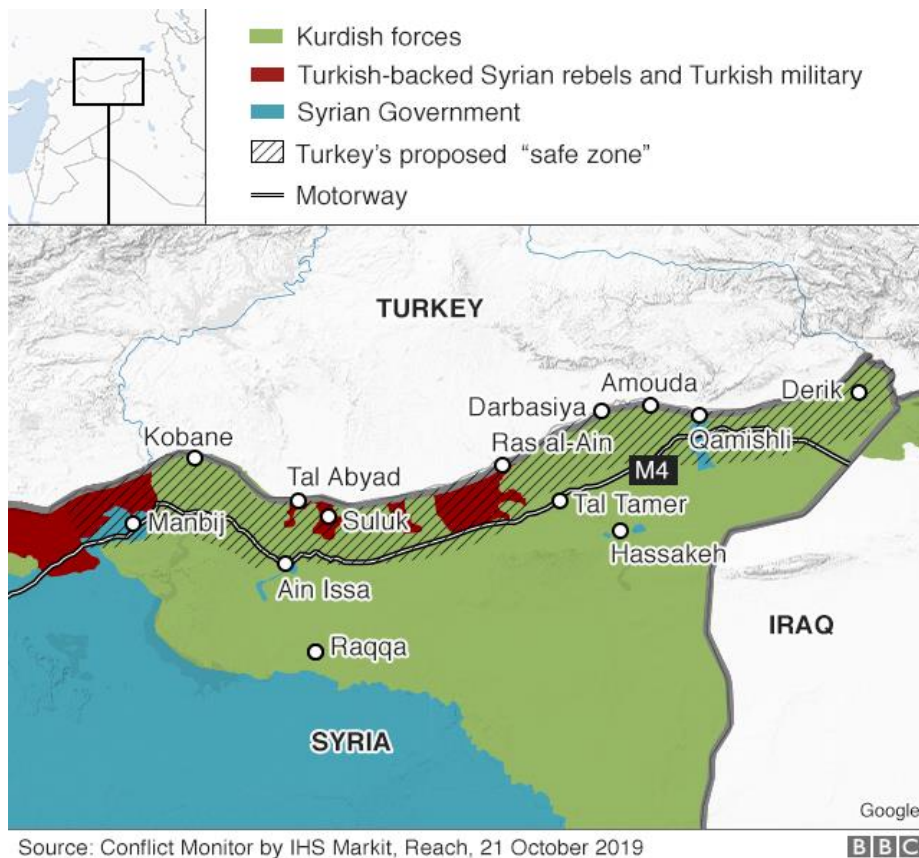 Kurdish forces
Turkish-backed Syrian rebels and Turkish military
Syrian Government
Turkey's proposed “safe zone”
Motorway
TURKEY
Amouda
Derik
Darbasiya
Kobane
Ras al-Ain
Qamishli
Tal Abyad
M4
Manbij
Suluk
Tal Tamer
Hassakeh
Ain Issa
IRAQ
Raqqa
SYRIA
Google
Source: Conflict Monitor by IHS Markit, Reach, 21 October 2019
BBC